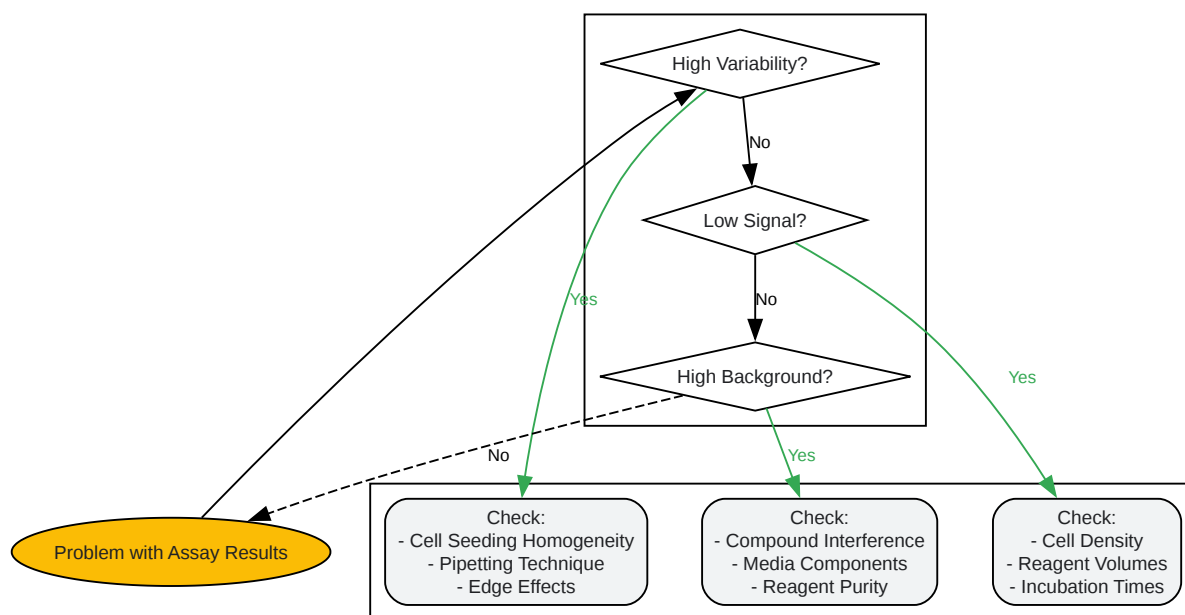 High Variability?
No
Low Signal?
Yes
No
High Background?
Yes
No
Yes
Problem with Assay Results
Check:
- Cell Seeding Homogeneity
- Pipetting Technique
- Edge Effects
Check:
- Compound Interference
- Media Components
- Reagent Purity
Check:
- Cell Density
- Reagent Volumes
- Incubation Times